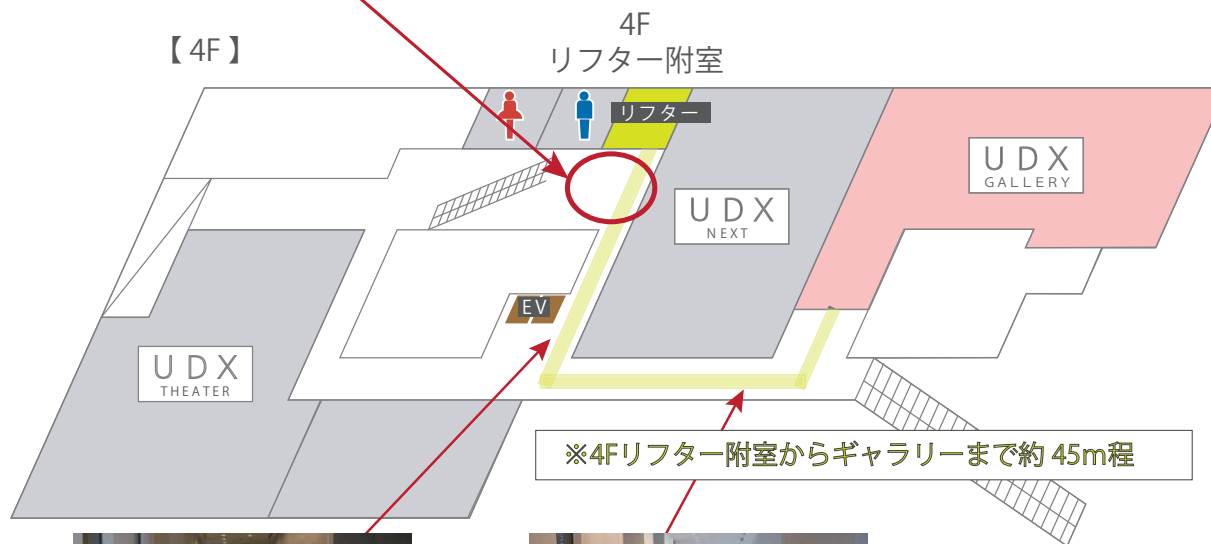 【 4F 】
4F
リフター附室
リフター
UDX
GALLERY
UDX
NEXT
EV
UDX
THEATER
※4Fリフター附室からギャラリーまで約 45m程